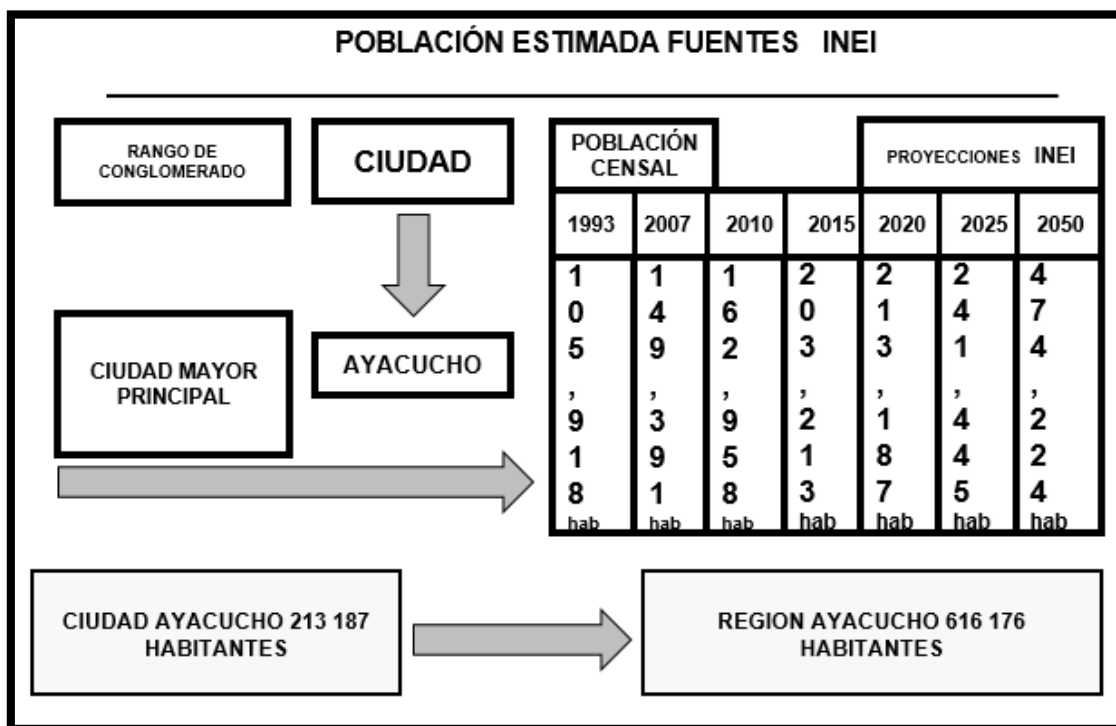 POBLACIÓN ESTIMADA FUENTES INEI
RANGO DE
CONGLOMERADO
CIUDAD
POBLACIÓN
CENSAL
PROYECCIONES INEI
1993 2007 2010 2015 2020 2025 2050
1 1 1 2 2 2 4
0 4 6 0 1 4 7
5 9 2 3 3 1 4
, , , , , , ,
9 3 9 2 1 4 2
1 9 5 1 8 4 2
8 1 8 3 7 5 4
hab hab hab hab hab hab hab
CIUDAD MAYOR
PRINCIPAL
AYACUCHO
CIUDAD AYACUCHO 213 187
HABITANTES
REGION AYACUCHO 616 176
HABITANTES